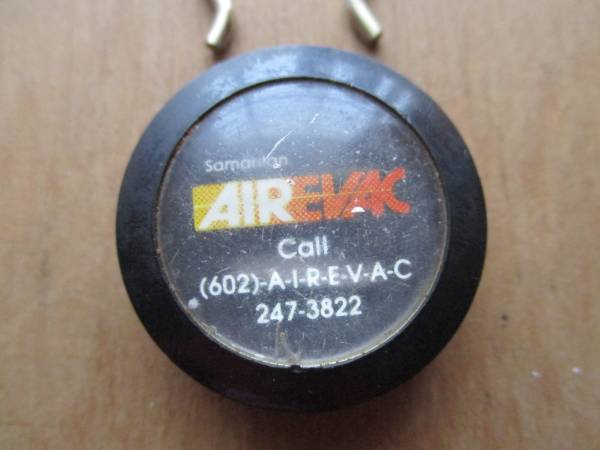 Samaritan
AIREVAC
Call
(602)-A-I-R-E-V-A-C
247-3822